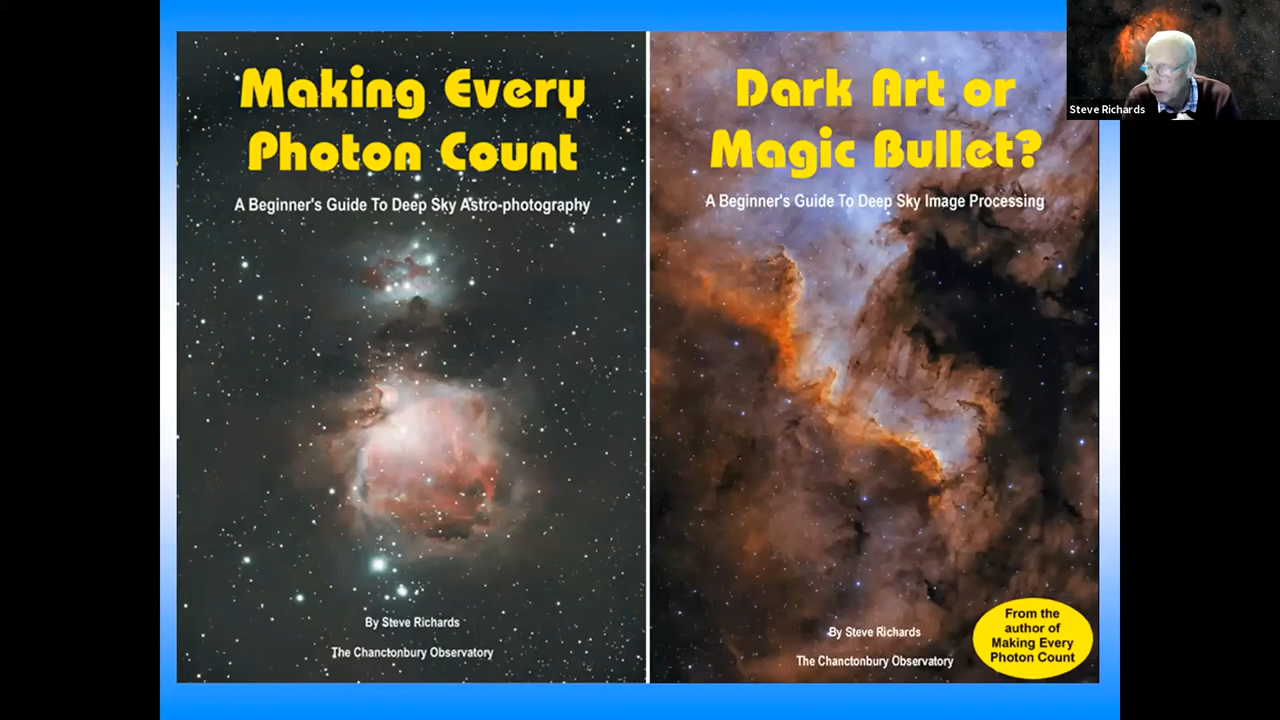 Making Every
Photon Count
A Beginner's Guide To Deep Sky Astro-photography
By Steve Richards
The Chanctonbury Observatory
Dark Art or
Magic Bullet?
A Beginner's Guide To Deep Sky Image Processing
By Steve Richards
The Chanctonbury Observatory
From the
author of
Making Every
Photon Count
Steve Richards